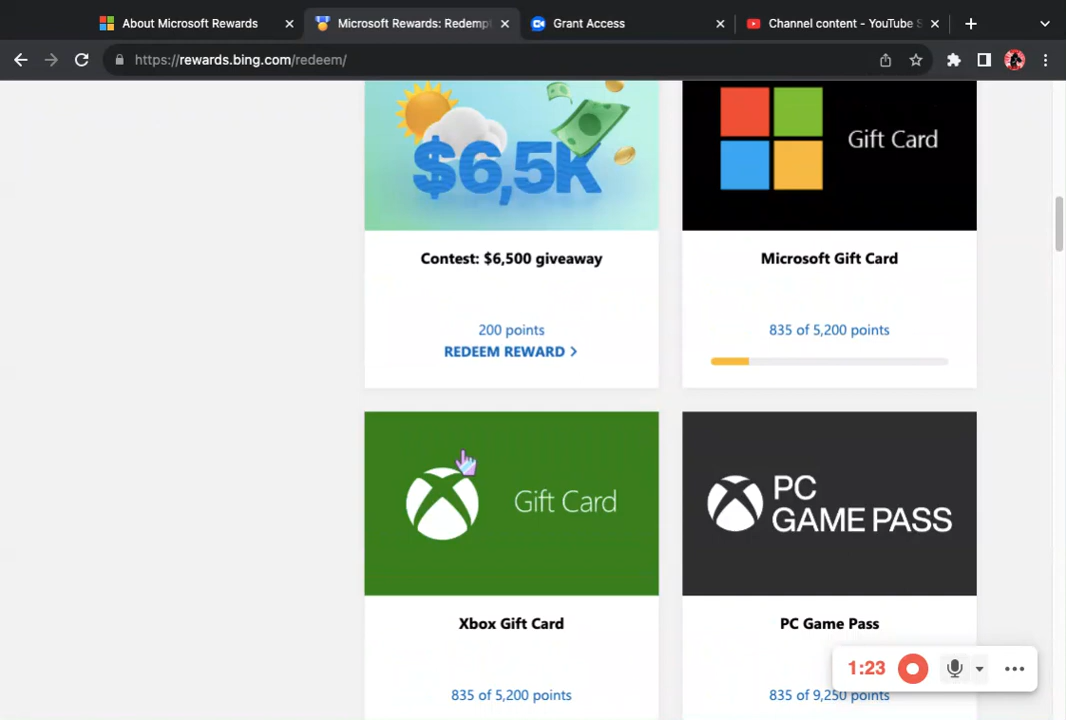 About Microsoft Rewards
Microsoft Rewards: Redempt
Grant Access
Channel content - YouTube S
https://rewards.bing.com/redeem/
$6,5K
Gift Card
Contest: $6,500 giveaway
Microsoft Gift Card
200 points
835 of 5,200 points
REDEEM REWARD >
Gift Card
PC
GAME PASS
Xbox Gift Card
PC Game Pass
1:23
835 of 5,200 points
835 of 9,250 points